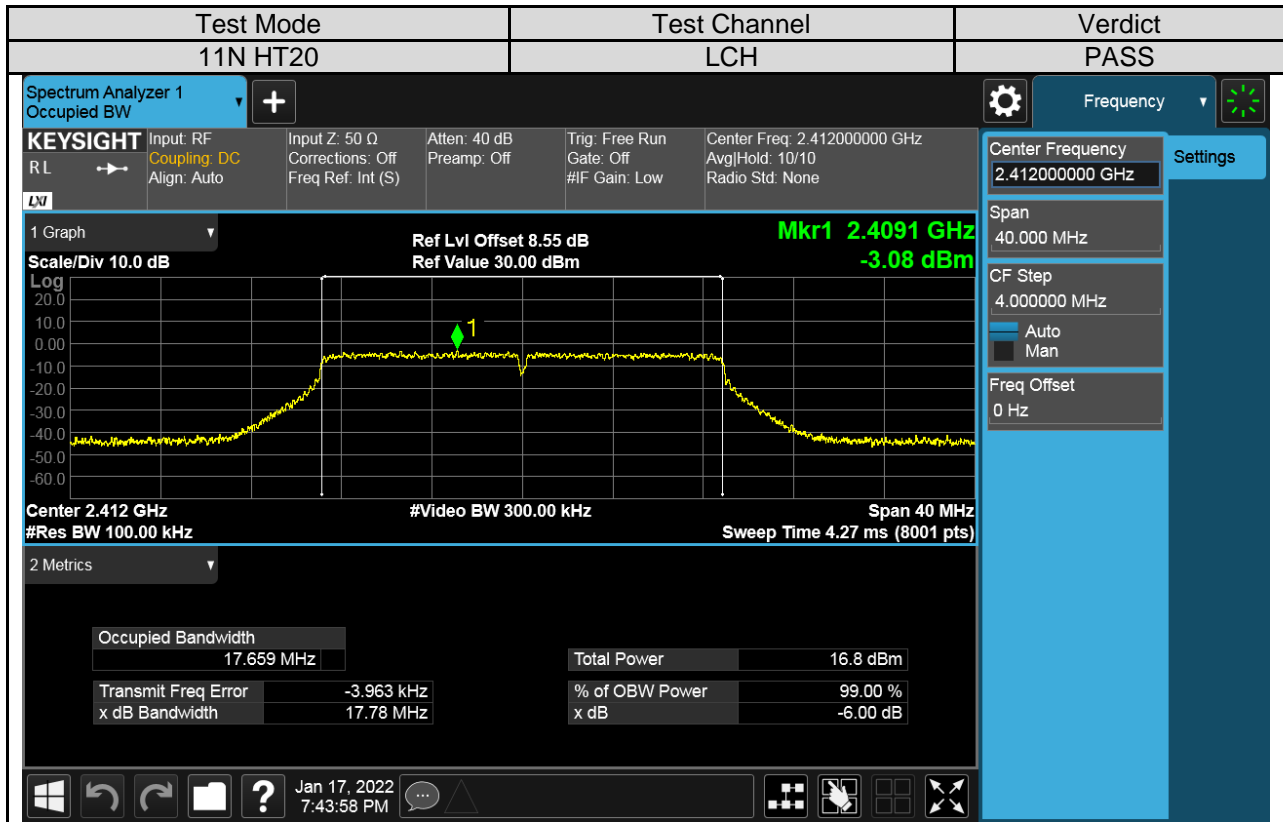 Test Mode Test Channel Verdict
11N HT20 LCH PASS
Spectrum Analyzer 1
Occupied BW
+
Frequency
KEYSIGHT
RL
LXI
Input: RF
Coupling: DC
Align: Auto
Input Z: 50 Ω
Corrections: Off
Freq Ref: Int (S)
Atten: 40 dB
Preamp: Off
Trig: Free Run
Gate: Off
#IF Gain: Low
Center Freq: 2.412000000 GHz
Avg|Hold: 10/10
Radio Std: None
Center Frequency
2.412000000 GHz
Settings
Span
40.000 MHz
CF Step
4.000000 MHz
Auto
Man
Freq Offset
0 Hz
1 Graph
Scale/Div 10.0 dB
Ref Lvl Offset 8.55 dB
Ref Value 30.00 dBm
Mkr1 2.4091 GHz
-3.08 dBm
Log
20.0
10.0
0.00
-10.0
-20.0
-30.0
-40.0
-50.0
-60.0
1
Center 2.412 GHz
#Res BW 100.00 kHz
#Video BW 300.00 kHz
Span 40 MHz
Sweep Time 4.27 ms (8001 pts)
2 Metrics
Occupied Bandwidth
17.659 MHz
Total Power 16.8 dBm
Transmit Freq Error -3.963 kHz
% of OBW Power 99.00 %
x dB Bandwidth 17.78 MHz
x dB -6.00 dB
?
Jan 17, 2022
7:43:58 PM